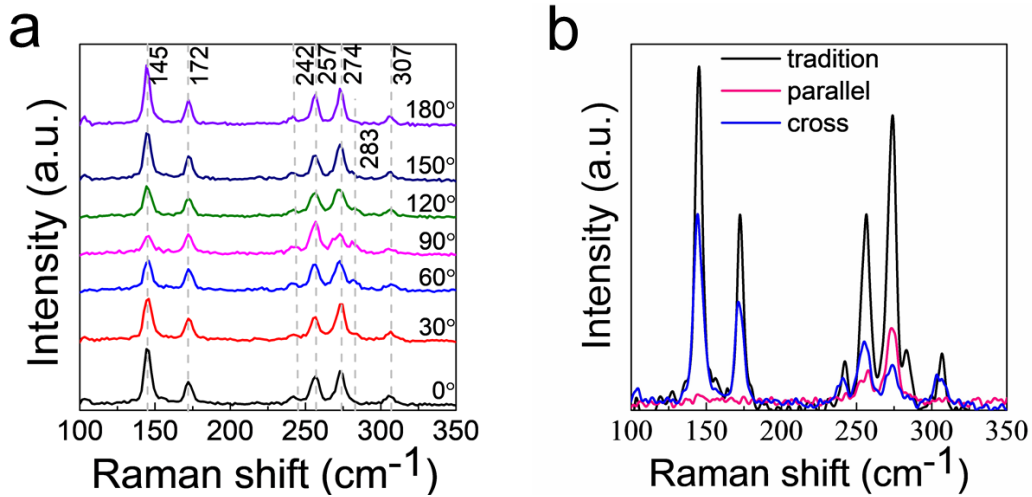 a
Intensity (a.u.)
145
172
242
257
274
283
307
180°
150°
120°
90°
60°
30°
0°
100 150 200 250 300 350
Raman shift (cm-1)
b
Intensity (a.u.)
tradition
parallel
cross
100 150 200 250 300 350
Raman shift (cm-1)